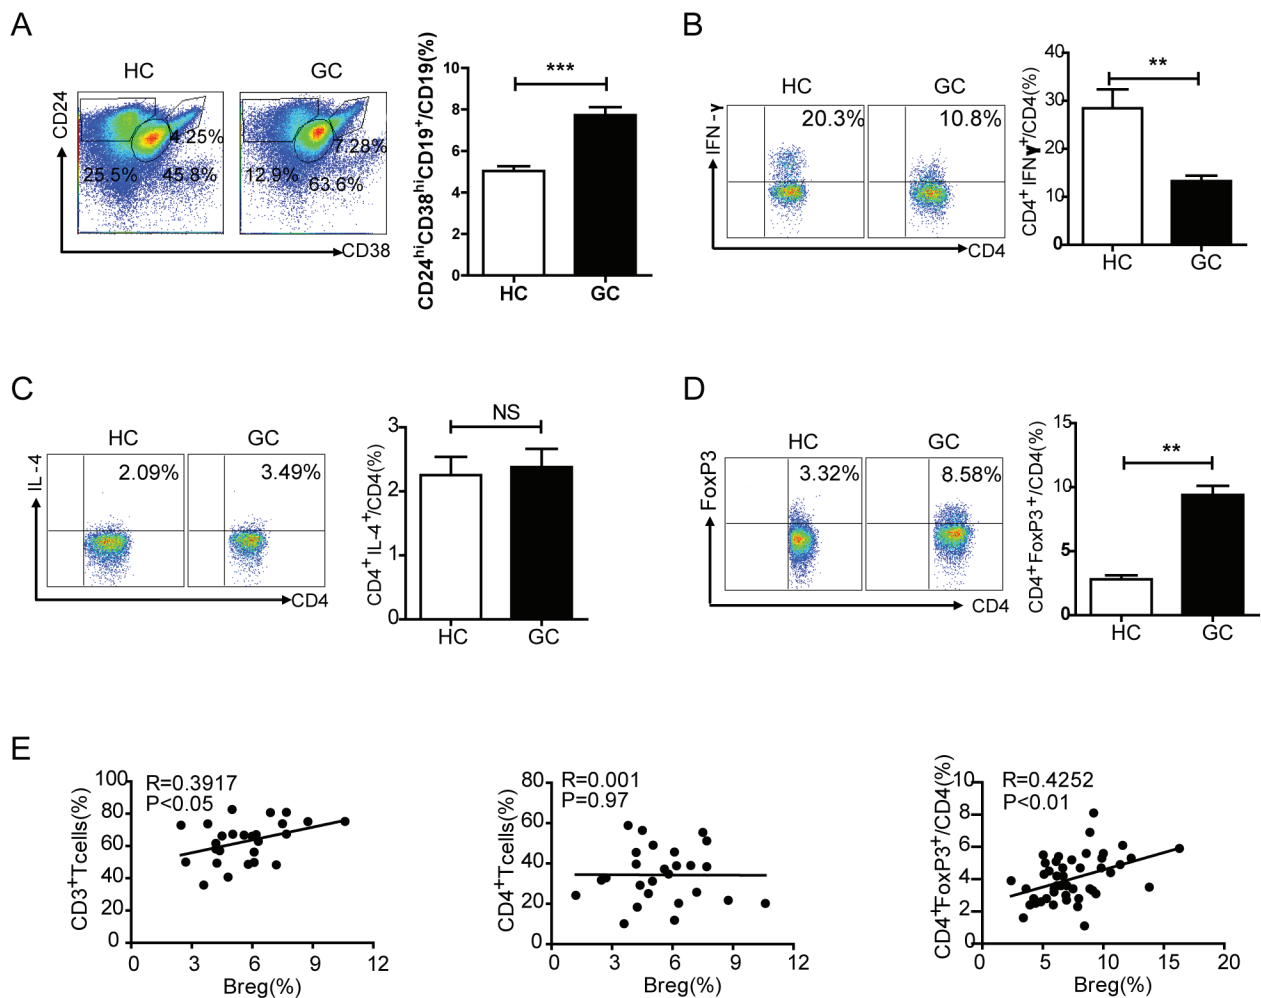 A
HC
GC
CD24
4.25%
25.5%
45.8%
7.28%
12.9%
63.6%
CD38
CD24hiCD38hiCD19+/CD19(%)
10
8
6
4
2
0
***
HC
GC
B
HC
GC
IFN-γ
20.3%
10.8%
CD4
CD4+IFNγ+/CD4(%)
40
30
20
10
0
**
HC
GC
C
HC
GC
IL-4
2.09%
3.49%
CD4
CD4+IL-4+/CD4(%)
3
2
1
0
NS
HC
GC
D
HC
GC
FoxP3
3.32%
8.58%
CD4
CD4+FoxP3+/CD4(%)
15
10
5
0
**
HC
GC
E
R=0.3917
P<0.05
CD3+Tcells(%)
100
80
60
40
20
0
0 3 6 9 12
Breg(%)
R=0.001
P=0.97
CD4+Tcells(%)
80
60
40
20
0
0 3 6 9 12
Breg(%)
R=0.4252
P<0.01
CD4+FoxP3+/CD4(%)
10
8
6
4
2
0
0 5 10 15 20
Breg(%)